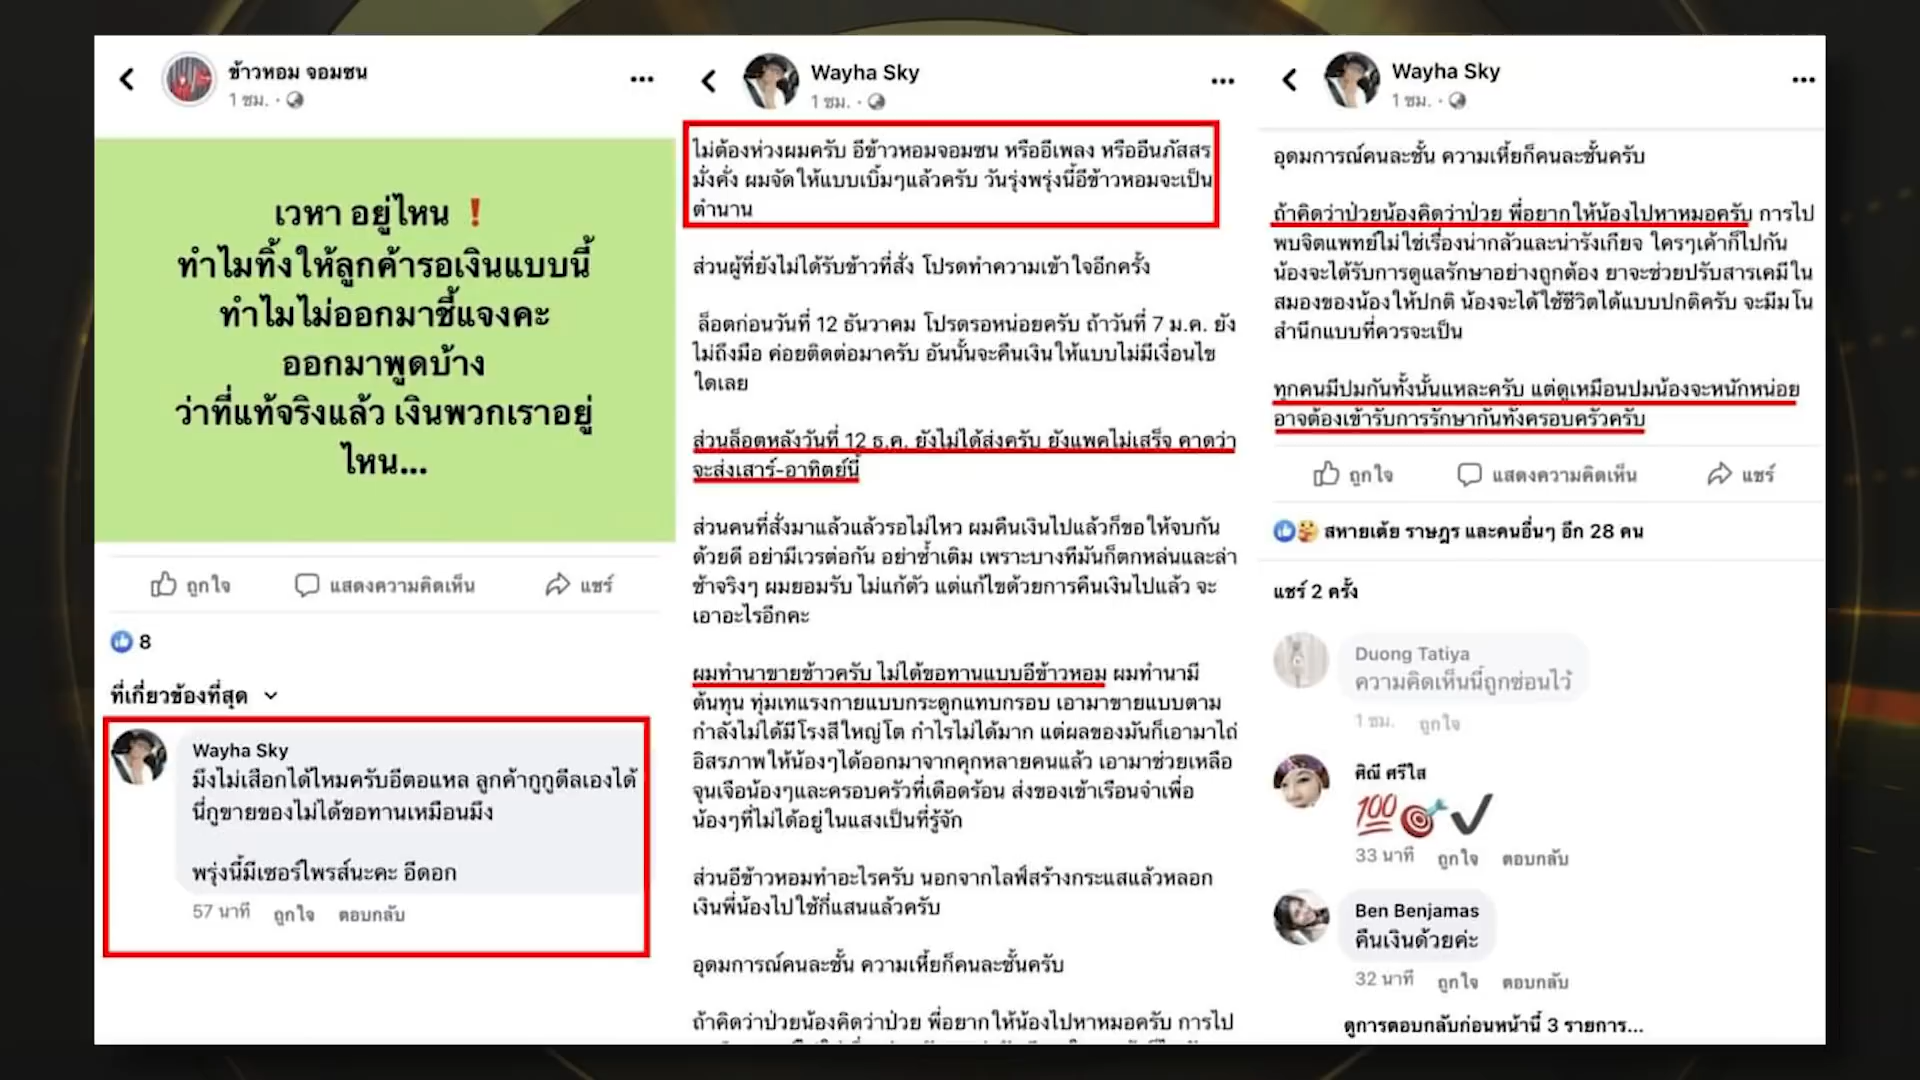 ข้าวหอม จอมซน
1 ชม.
เวหา อยู่ไหน ❗
ทำไมทิ้งให้ลูกค้ารอเงินแบบนี้
ทำไมไม่ออกมาชี้แจงคะ
ออกมาพูดบ้าง
ว่าที่แท้จริงแล้ว เงินพวกเราอยู่
ไหน...
ถูกใจ แสดงความคิดเห็น แชร์
8
ที่เกี่ยวข้องที่สุด
Wayha Sky
มึงไม่เสือกได้ไหมครับอีตอแหล ลูกค้ากูกูดีลเองได้
นี่กูขายของไม่ได้ขอทานเหมือนมึง
พรุ่งนี้มีเซอร์ไพรส์นะคะ อีดอก
57 นาที ถูกใจ ตอบกลับ
Wayha Sky
1 ชม.
ไม่ต้องห่วงผมครับ อีข้าวหอมจอมซน หรืออีเพลง หรืออีนภัสสร
มั่งคั่ง ผมจัดให้แบบเบิ้มๆแล้วครับ วันรุ่งพรุ่งนี้อีข้าวหอมจะเป็น
ตำนาน
ส่วนผู้ที่ยังไม่ได้รับข้าวที่สั่ง โปรดทำความเข้าใจอีกครั้ง
ล็อตก่อนวันที่ 12 ธันวาคม โปรดรอหน่อยครับ ถ้าวันที่ 7 ม.ค. ยัง
ไม่ถึงมือ ค่อยติดต่อมาครับ อันนั้นจะคืนเงินให้แบบไม่มีเงื่อนไข
ใดเลย
ส่วนล็อตหลังวันที่ 12 ธ.ค. ยังไม่ได้ส่งครับ ยังแพคไม่เสร็จ คาดว่า
จะส่งเสาร์-อาทิตย์นี้
ส่วนคนที่สั่งมาแล้วแล้วรอไม่ไหว ผมคืนเงินไปแล้วก็ขอให้จบกัน
ด้วยดี อย่ามีเวรต่อกัน อย่าซ้ำเติม เพราะบางทีมันก็ตกหล่นและล่า
ช้าจริงๆ ผมยอมรับ ไม่แก้ตัว แต่แก้ไขด้วยการคืนเงินไปแล้ว จะ
เอาอะไรอีกคะ
ผมทำนาขายข้าวครับ ไม่ได้ขอทานแบบอีข้าวหอม ผมทำนามี
ต้นทุน ทุ่มเทแรงกายแบบกระดูกแทบกรอบ เอามาขายแบบตาม
กำลังไม่ได้มีโรงสีใหญ่โต กำไรไม่ได้มาก แต่ผลของมันก็เอามาไถ่
อิสรภาพให้น้องๆได้ออกมาจากคุกหลายคนแล้ว เอามาช่วยเหลือ
จุนเจือน้องๆและครอบครัวที่เดือดร้อน ส่งของเข้าเรือนจำเพื่อ
น้องๆที่ไม่ได้อยู่ในแสงเป็นที่รู้จัก
ส่วนอีข้าวหอมทำอะไรครับ นอกจากไลฟ์สร้างกระแสแล้วหลอก
เงินพี่น้องไปใช้กี่แสนแล้วครับ
อุดมการณ์คนละชั้น ความเหี้ยก็คนละชั้นครับ
ถ้าคิดว่าป่วยน้องคิดว่าป่วย พี่อยากให้น้องไปหาหมอครับ การไป
Wayha Sky
1 ชม.
อุดมการณ์คนละชั้น ความเหี้ยก็คนละชั้นครับ
ถ้าคิดว่าป่วยน้องคิดว่าป่วย พี่อยากให้น้องไปหาหมอครับ การไป
พบจิตแพทย์ไม่ใช่เรื่องน่ากลัวและน่ารังเกียจ ใครๆเค้าก็ไปกัน
น้องจะได้รับการดูแลรักษาอย่างถูกต้อง ยาจะช่วยปรับสารเคมีใน
สมองของน้องให้ปกติ น้องจะได้ใช้ชีวิตได้แบบปกติครับ จะมีมโน
สำนึกแบบที่ควรจะเป็น
ทุกคนมีปมกันทั้งนั้นแหละครับ แต่ดูเหมือนปมน้องจะหนักหน่อย
อาจต้องเข้ารับการรักษากันทั้งครอบครัวครับ
ถูกใจ แสดงความคิดเห็น แชร์
สหายเต้ย ราษฎร และคนอื่นๆ อีก 28 คน
แชร์ 2 ครั้ง
Duong Tatiya
ความคิดเห็นนี้ถูกซ่อนไว้
1 ชม. ถูกใจ
ศิณี ศรีใส
💯🎯✔
33 นาที ถูกใจ ตอบกลับ
Ben Benjamas
คืนเงินด้วยค่ะ
32 นาที ถูกใจ ตอบกลับ
ดูการตอบกลับก่อนหน้านี้ 3 รายการ...